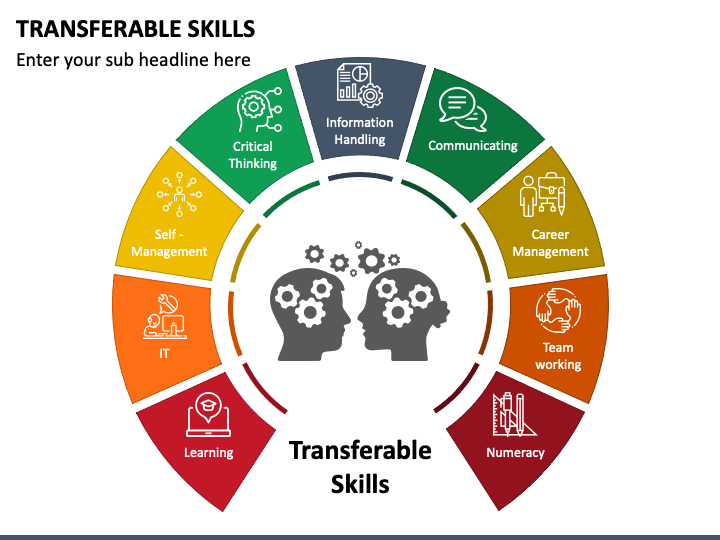 TRANSFERABLE SKILLS
Enter your sub headline here
Information
Handling
Critical
Thinking
Communicating
Self -
Management
Career
Management
IT
Team
working
Learning
Numeracy
Transferable
Skills